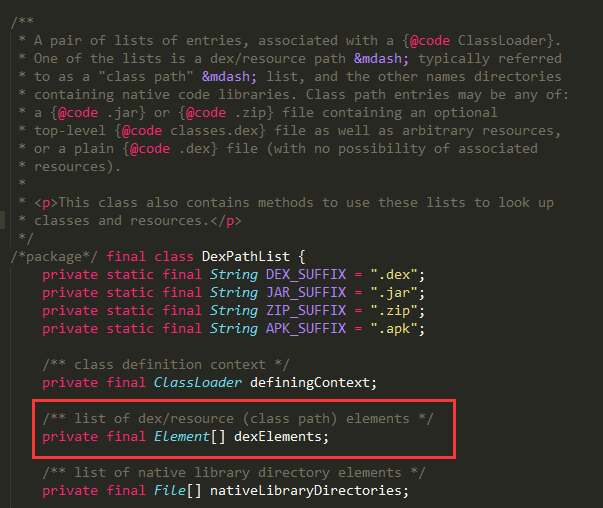 /**
 * A pair of lists of entries, associated with a {@code ClassLoader}.
 * One of the lists is a dex/resource path &mdash; typically referred
 * to as a "class path" &mdash; list, and the other names directories
 * containing native code libraries. Class path entries may be any of:
 * a {@code .jar} or {@code .zip} file containing an optional
 * top-level {@code classes.dex} file as well as arbitrary resources,
 * or a plain {@code .dex} file (with no possibility of associated
 * resources).
 *
 * <p>This class also contains methods to use these lists to look up
 * classes and resources.</p>
 */
/*package*/ final class DexPathList {
    private static final String DEX_SUFFIX = ".dex";
    private static final String JAR_SUFFIX = ".jar";
    private static final String ZIP_SUFFIX = ".zip";
    private static final String APK_SUFFIX = ".apk";

    /** class definition context */
    private final ClassLoader definingContext;

    /** list of dex/resource (class path) elements */
    private final Element[] dexElements;

    /** list of native library directory elements */
    private final File[] nativeLibraryDirectories;